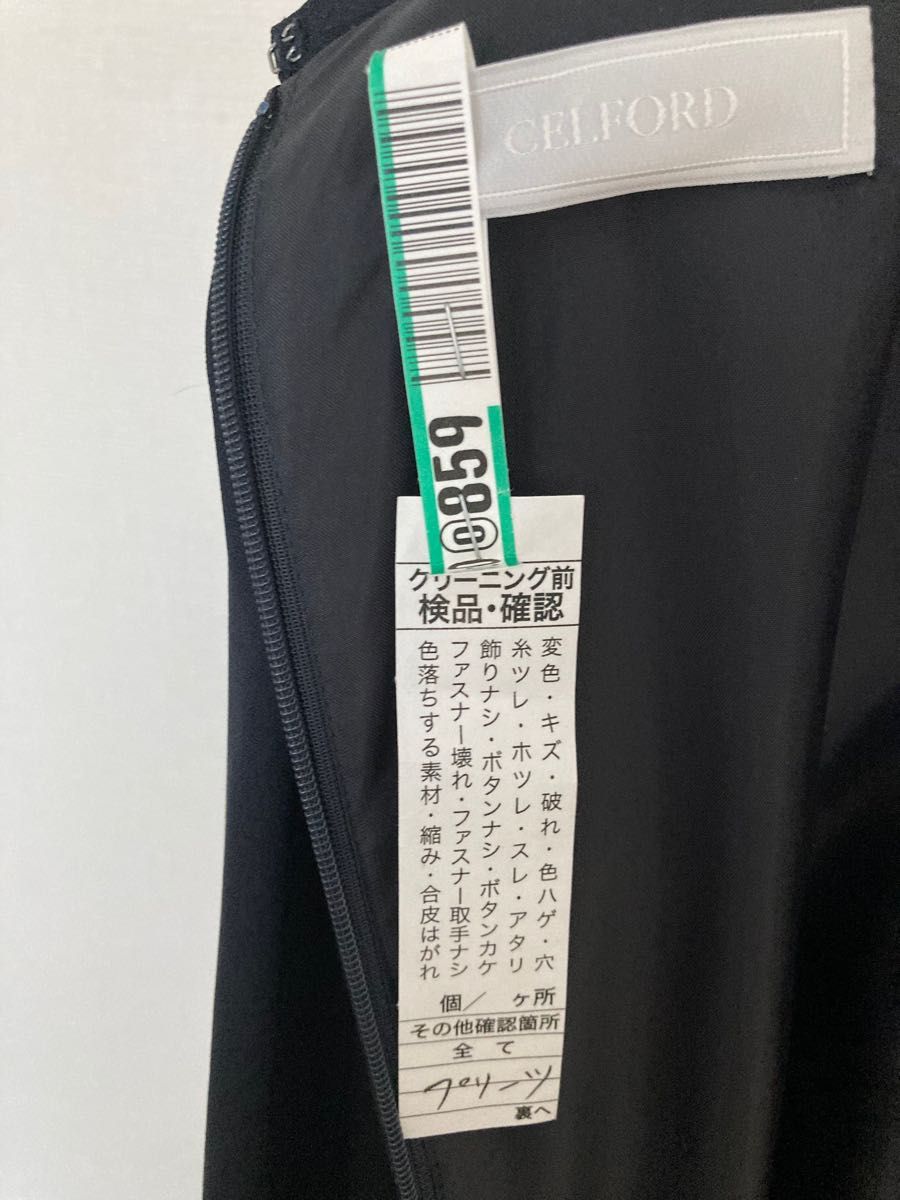 CELFORD
859
クリーニング前
検品・確認
変色・キズ・破れ・色ハゲ・穴
糸ツレ・ホツレ・スレ・アタリ
飾りナシ・ボタンナシ・ボタンカケ
ファスナー壊れ・ファスナー取手ナシ
色落ちする素材・縮み・合皮はがれ
個／　ヶ所
その他確認箇所
全て
プリーツ
裏へ